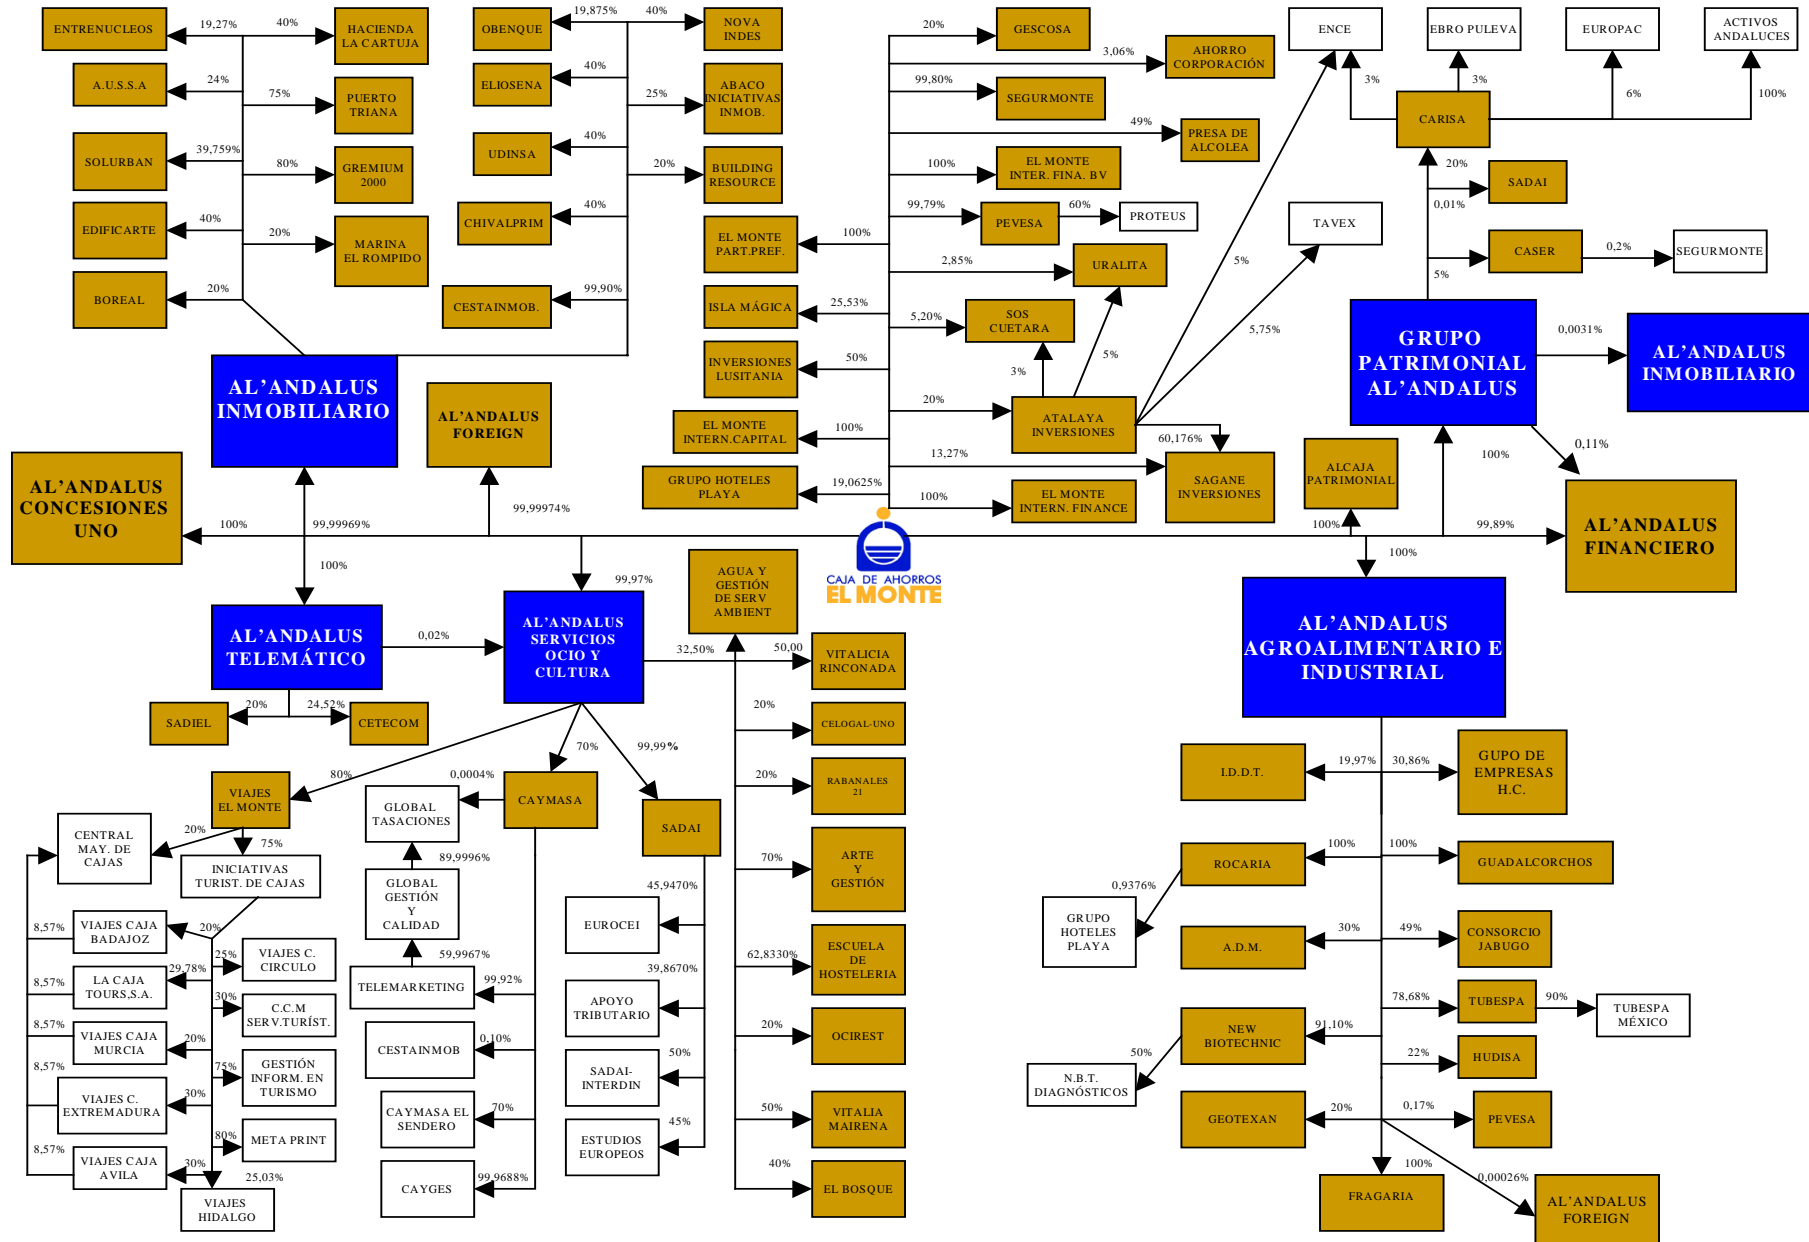 ENTRENUCLEOS
19,27%
40%
HACIENDA
LA CARTUJA
A.U.S.S.A
24%
75%
PUERTO
TRIANA
SOLURBAN
39,759%
80%
GREMIUM
2000
EDIFICARTE
40%
20%
MARINA
EL ROMPIDO
BOREAL
20%
OBENQUE
19,875%
40%
NOVA
INDES
ELIOSENA
40%
25%
ABACO
INICIATIVAS
INMOB.
UDINSA
40%
20%
BUILDING
RESOURCE
CHIVALPRIM
40%
CESTAINMOB.
99,90%
AL'ANDALUS
INMOBILIARIO
AL'ANDALUS
FOREIGN
99,99974%
AL'ANDALUS
CONCESIONES
UNO
100%
99,99969%
100%
20%
GESCOSA
3,06%
AHORRO
CORPORACIÓN
99,80%
SEGURMONTE
49%
PRESA DE
ALCOLEA
100%
EL MONTE
INTER. FINA. BV
99,79%
PEVESA
60%
PROTEUS
EL MONTE
PART.PREF.
100%
2,85%
URALITA
ISLA MÁGICA
25,53%
5,20%
SOS
CUETARA
INVERSIONES
LUSITANIA
50%
3%
5%
20%
ATALAYA
INVERSIONES
5%
5,75%
60,176%
EL MONTE
INTERN.CAPITAL
100%
13,27%
SAGANE
INVERSIONES
GRUPO HOTELES
PLAYA
19,0625%
100%
EL MONTE
INTERN. FINANCE
ENCE
EBRO PULEVA
EUROPAC
ACTIVOS
ANDALUCES
3%
3%
6%
100%
CARISA
TAVEX
20%
0,01%
SADAI
5%
CASER
0,2%
SEGURMONTE
GRUPO
PATRIMONIAL
AL'ANDALUS
0,0031%
AL'ANDALUS
INMOBILIARIO
0,11%
100%
ALCAJA
PATRIMONIAL
100%
99,89%
AL'ANDALUS
FINANCIERO
CAJA DE AHORROS
EL MONTE
AL'ANDALUS
TELEMÁTICO
0,02%
20%
24,52%
SADIEL
CETECOM
99,97%
AL'ANDALUS
SERVICIOS
OCIO Y
CULTURA
80%
70%
99,99%
AGUA Y
GESTIÓN
DE SERV
AMBIENT
32,50%
50,00
VITALICIA
RINCONADA
20%
CELOGAL-UNO
20%
RABANALES
21
70%
ARTE
Y
GESTIÓN
62,8330%
ESCUELA
DE
HOSTELERIA
20%
OCIREST
50%
VITALIA
MAIRENA
40%
EL BOSQUE
VIAJES
EL MONTE
20%
75%
CENTRAL
MAY. DE
CAJAS
INICIATIVAS
TURIST. DE CAJAS
8,57%
VIAJES CAJA
BADAJOZ
20%
25%
VIAJES C.
CIRCULO
8,57%
LA CAJA
TOURS,S.A.
29,78%
30%
C.C.M
SERV.TURÍST.
8,57%
VIAJES CAJA
MURCIA
20%
75%
GESTIÓN
INFORM. EN
TURISMO
8,57%
VIAJES C.
EXTREMADURA
30%
80%
META PRINT
8,57%
VIAJES CAJA
AVILA
30%
25,03%
VIAJES
HIDALGO
0,0004%
CAYMASA
GLOBAL
TASACIONES
89,9996%
GLOBAL
GESTIÓN
Y
CALIDAD
59,9967%
TELEMARKETING
99,92%
CESTAINMOB
0,10%
CAYMASA EL
SENDERO
70%
CAYGES
99,9688%
SADAI
45,9470%
EUROCEI
39,8670%
APOYO
TRIBUTARIO
50%
SADAI-
INTERDIN
45%
ESTUDIOS
EUROPEOS
100%
AL'ANDALUS
AGROALIMENTARIO E
INDUSTRIAL
I.D.D.T.
19,97%
30,86%
GUPO DE
EMPRESAS
H.C.
ROCARIA
100%
100%
GUADALCORCHOS
0,9376%
GRUPO
HOTELES
PLAYA
A.D.M.
30%
49%
CONSORCIO
JABUGO
78,68%
TUBESPA
90%
TUBESPA
MÉXICO
NEW
BIOTECHNIC
91,10%
22%
HUDISA
50%
N.B.T.
DIAGNÓSTICOS
GEOTEXAN
20%
0,17%
PEVESA
100%
FRAGARIA
0,00026%
AL'ANDALUS
FOREIGN